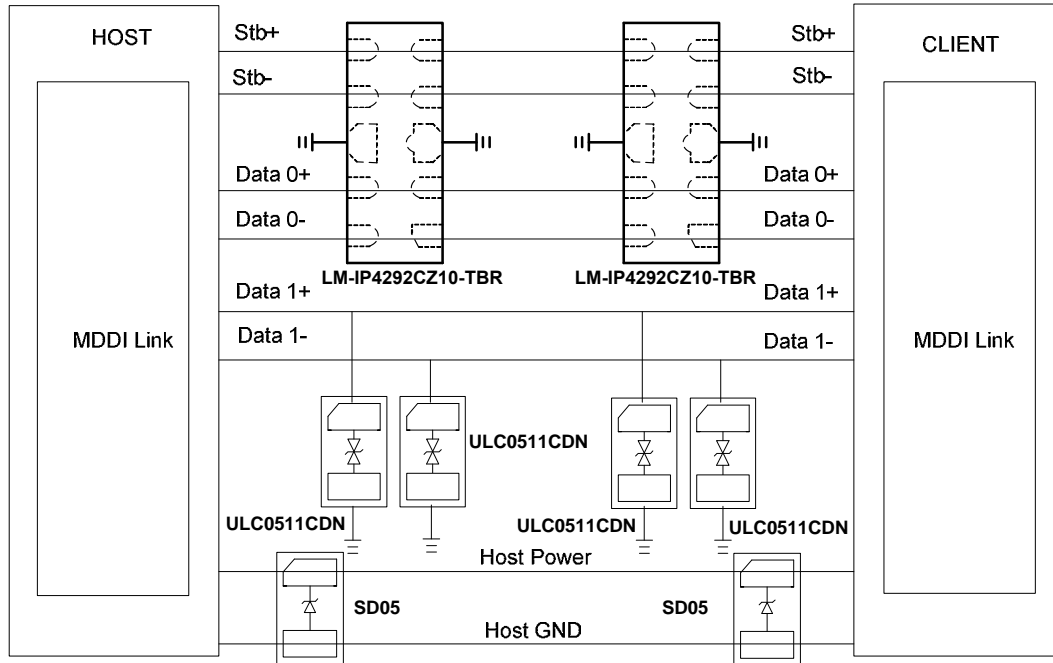 HOST
CLIENT
Stb+
Stb+
Stb-
Stb-
Data 0+
Data 0+
Data 0-
Data 0-
LM-IP4292CZ10-TBR
LM-IP4292CZ10-TBR
Data 1+
Data 1+
MDDI Link
Data 1-
Data 1-
MDDI Link
ULC0511CDN
ULC0511CDN
ULC0511CDN
ULC0511CDN
Host Power
SD05
SD05
Host GND